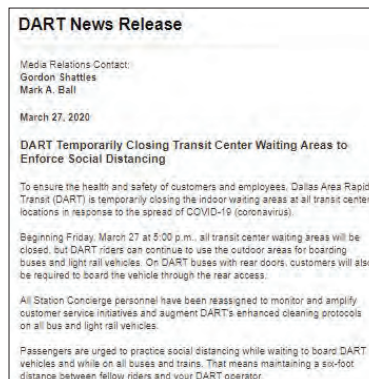 DART News Release
Media Relations Contact:
Gordon Shattles
Mark A. Ball
March 27, 2020
DART Temporarily Closing Transit Center Waiting Areas to
Enforce Social Distancing
To ensure the health and safety of customers and employees, Dallas Area Rapid
Transit (DART) is temporarily closing the indoor waiting areas at all transit center
locations in response to the spread of COVID-19 (coronavirus).
Beginning Friday, March 27 at 5:00 p.m., all transit center waiting areas will be
closed, but DART riders can continue to use the outdoor areas for boarding
buses and light rail vehicles. On DART buses with rear doors, customers will also
be required to board the vehicle through the rear access.
All Station Concierge personnel have been reassigned to monitor and amplify
customer service initiatives and augment DART's enhanced cleaning protocols
on all bus and light rail vehicles.
Passengers are urged to practice social distancing while waiting to board DART
vehicles and while on all buses and trains. That means maintaining a six-foot
distance between fellow riders and your DART operator.